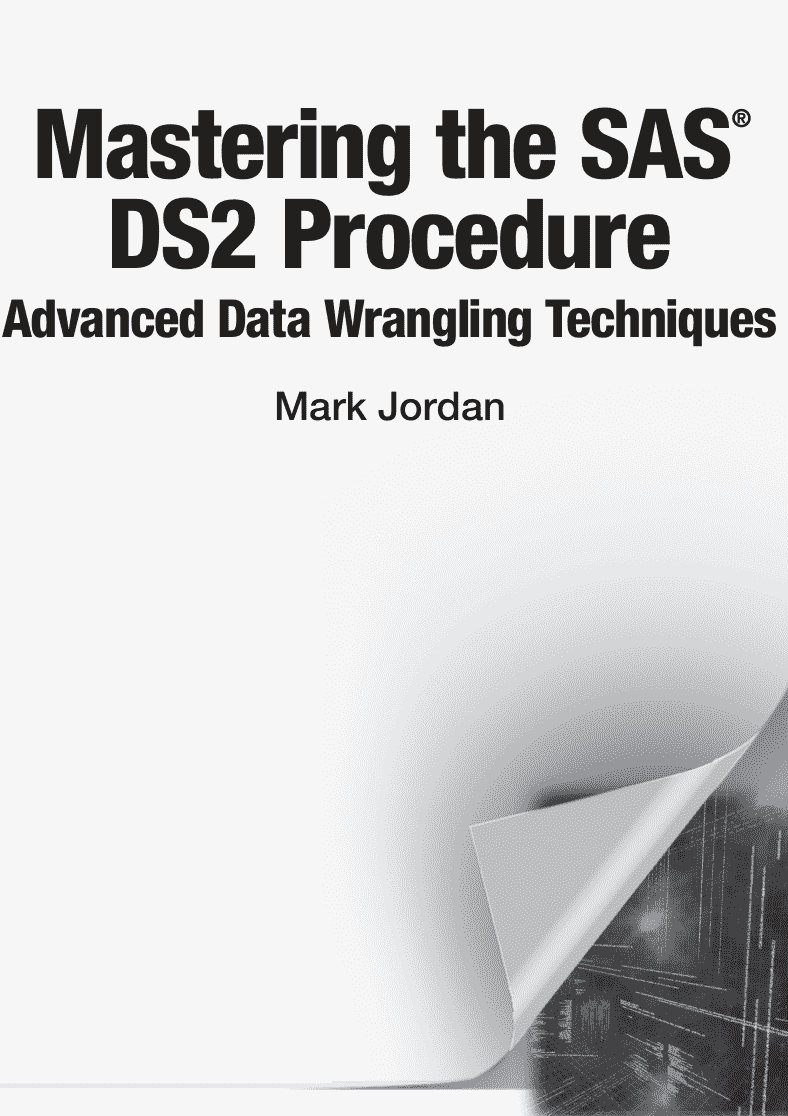 Mastering the SAS®
DS2 Procedure
Advanced Data Wrangling Techniques
Mark Jordan